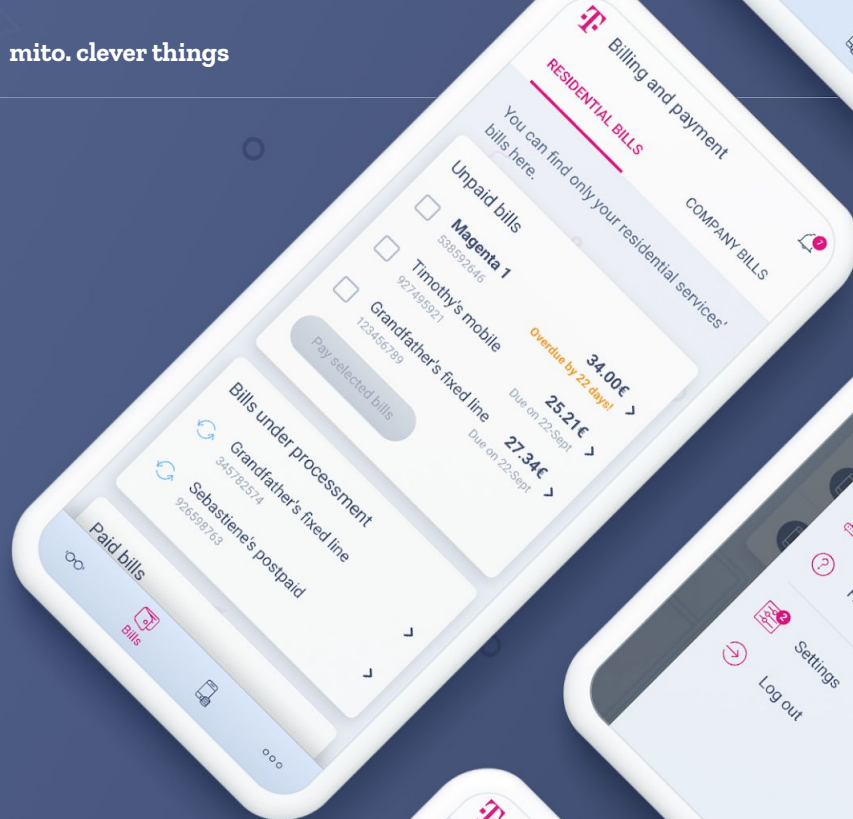 mito. clever things
T
Billing and payment
7
RESIDENTIAL BILLS
COMPANY BILLS
You can find only your residential services'
bills here.
Unpaid bills
Magenta 1
34.00€
538592646
Overdue by 22 days!
Timothy's mobile
25.21€
927495921
Due on 22-Sept
Grandfather's fixed line
27.34€
123456789
Due on 22-Sept
Pay selected bills
Bills under processment
Grandfather's fixed line
345782574
Sebastiene's postpaid
926598763
Paid bills
Bills
2
Settings
Log out
T